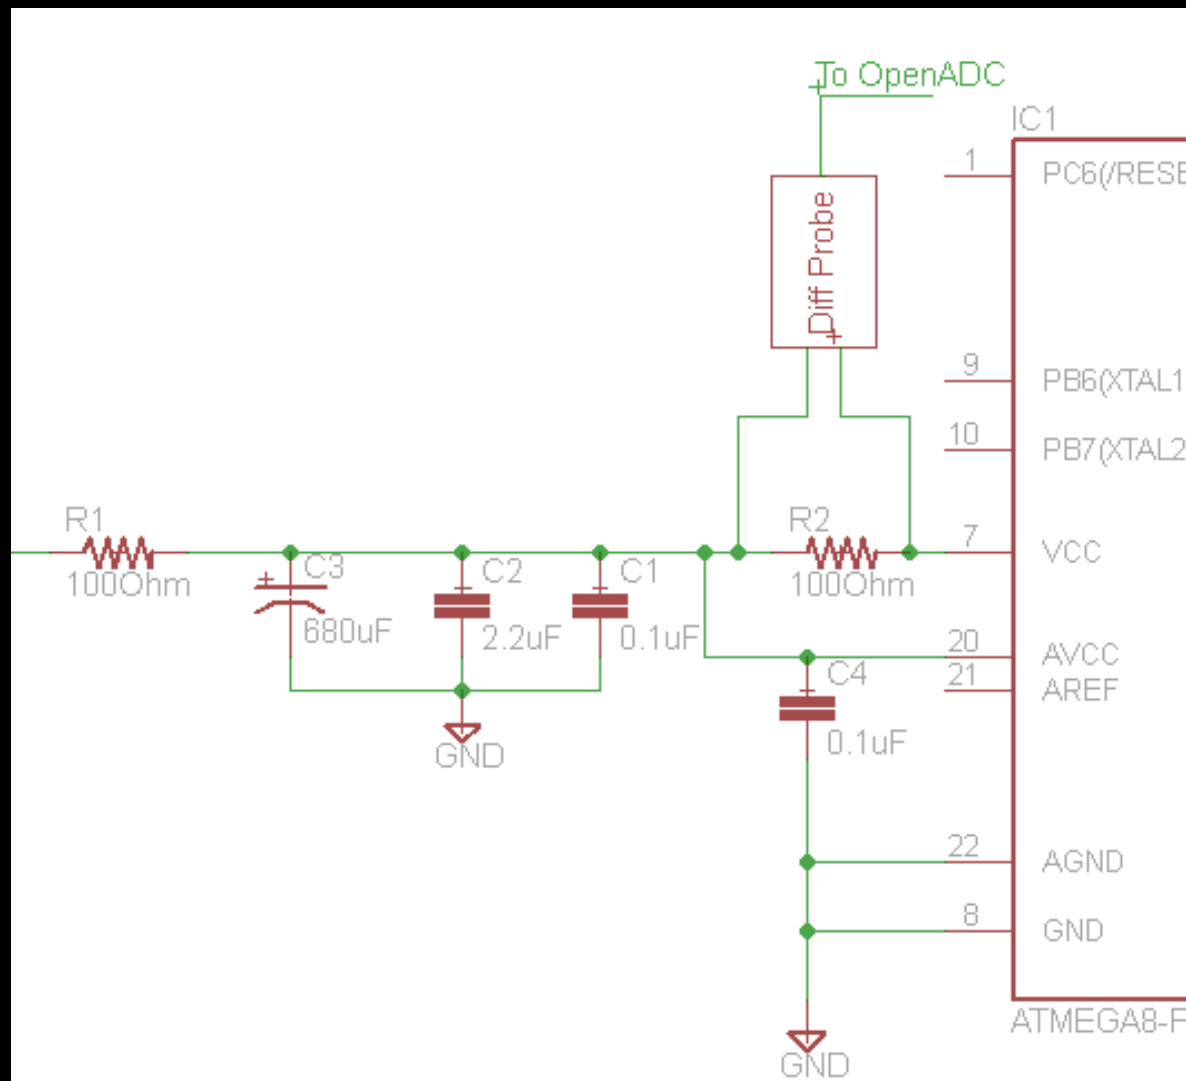 To OpenADC
IC1
1
PC6(/RESE
Diff Probe
9
PB6(XTAL1
10
PB7(XTAL2
R1
100Ohm
C3
680uF
C2
2.2uF
C1
0.1uF
R2
100Ohm
7
VCC
20
AVCC
21
AREF
C4
0.1uF
GND
22
AGND
8
GND
ATMEGA8-P
GND